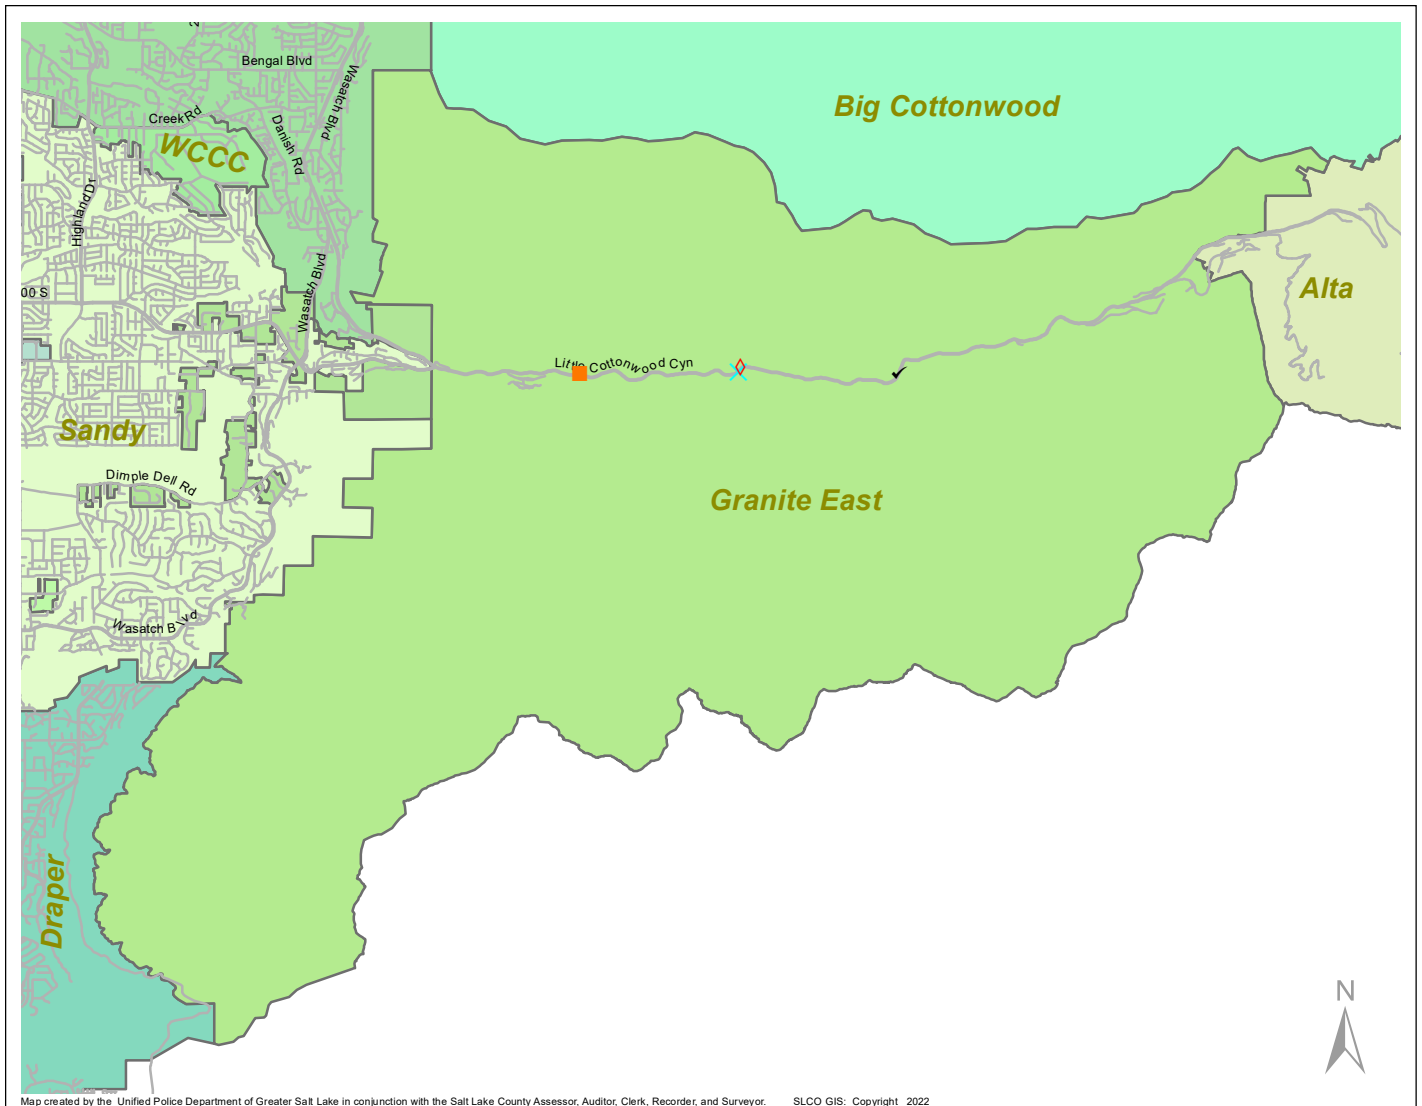 Bengal Blvd
Wasatch Blvd
Big Cottonwood
Creek Rd
Danish Rd
WCCC
Highland Dr
Wasatch Blvd
00 S
Alta
Little Cottonwood Cyn
Sandy
Dimple Dell Rd
Granite East
Wasatch Blvd
Draper
N
Map created by the Unified Police Department of Greater Salt Lake in conjunction with the Salt Lake County Assessor, Auditor, Clerk, Recorder, and Surveyor. SLCO GIS: Copyright 2022